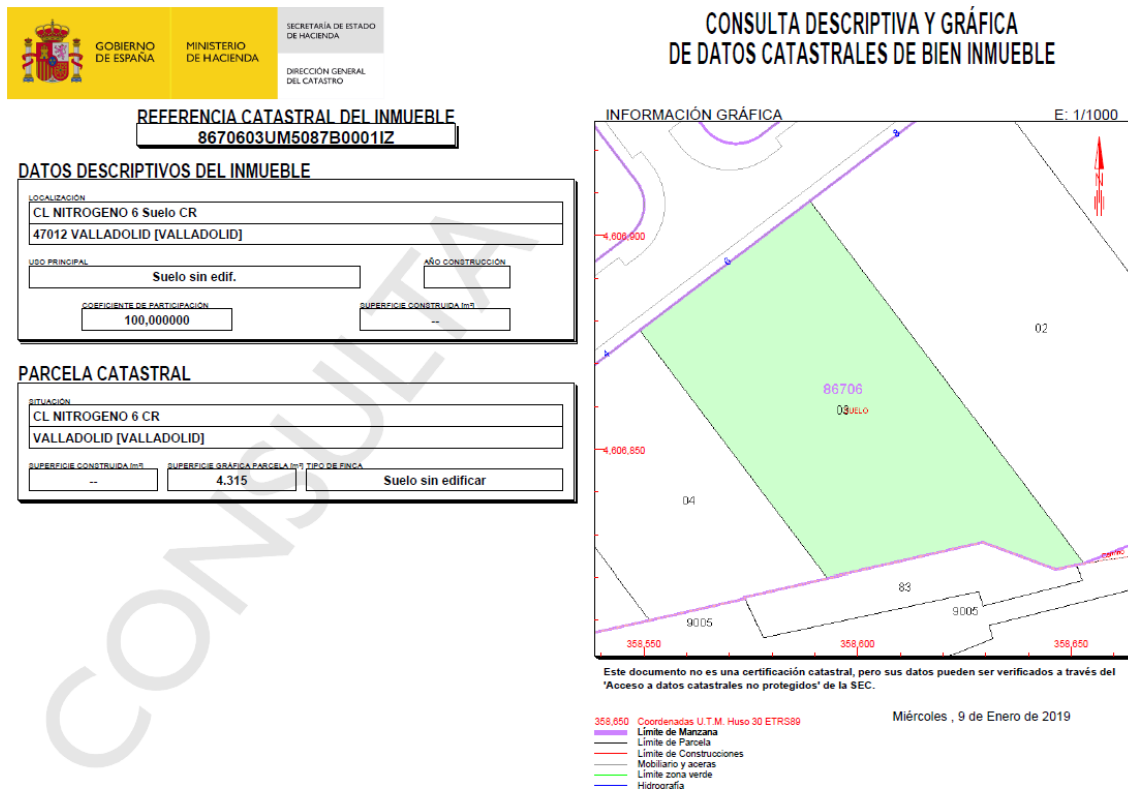 GOBIERNO
DE ESPAÑA
MINISTERIO
DE HACIENDA
SECRETARÍA DE ESTADO
DE HACIENDA
DIRECCIÓN GENERAL
DEL CATASTRO
CONSULTA DESCRIPTIVA Y GRÁFICA
DE DATOS CATASTRALES DE BIEN INMUEBLE
REFERENCIA CATASTRAL DEL INMUEBLE
8670603UM5087B0001IZ
DATOS DESCRIPTIVOS DEL INMUEBLE
LOCALIZACIÓN
CL NITROGENO 6 Suelo CR
47012 VALLADOLID [VALLADOLID]
USO PRINCIPAL
AÑO CONSTRUCCIÓN
Suelo sin edif.
COEFICIENTE DE PARTICIPACIÓN
SUPERFICIE CONSTRUIDA [m²]
100,000000
--
PARCELA CATASTRAL
SITUACIÓN
CL NITROGENO 6 CR
VALLADOLID [VALLADOLID]
SUPERFICIE CONSTRUIDA [m²]
SUPERFICIE GRÁFICA PARCELA [m²]
TIPO DE FINCA
--
4.315
Suelo sin edificar
CONSULTA
INFORMACIÓN GRÁFICA
E: 1/1000
8
N
4,606,900
6
02
4
86706
03
SUELO
4,606,850
04
83
9005
9005
358,550
358,600
358,650
Este documento no es una certificación catastral, pero sus datos pueden ser verificados a través del
'Acceso a datos catastrales no protegidos' de la SEC.
358,650 Coordenadas U.T.M. Huso 30 ETRS89
Límite de Manzana
Límite de Parcela
Límite de Construcciones
Mobiliario y aceras
Límite zona verde
Hidrografía
Miércoles , 9 de Enero de 2019